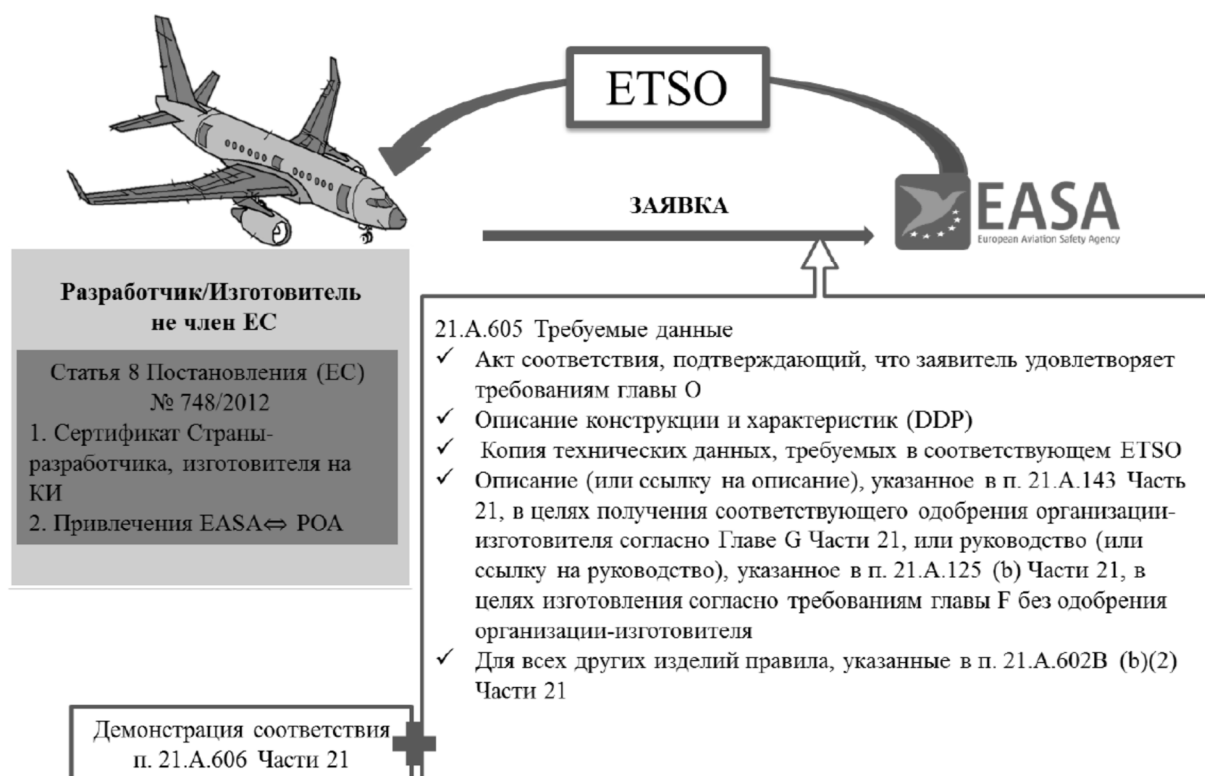 ETSO
ЗАЯВКА
EASA
European Aviation Safety Agency
Разработчик/Изготовитель
не член ЕС
Статья 8 Постановления (ЕС)
№ 748/2012
1. Сертификат Страны-
разработчика, изготовителя на
КИ
2. Привлечения EASA⇔ POA
21.А.605 Требуемые данные
✓ Акт соответствия, подтверждающий, что заявитель удовлетворяет
требованиям главы О
✓ Описание конструкции и характеристик (DDP)
✓ Копия технических данных, требуемых в соответствующем ETSO
✓ Описание (или ссылку на описание), указанное в п. 21.А.143 Часть
21, в целях получения соответствующего одобрения организации-
изготовителя согласно Главе G Части 21, или руководство (или
ссылку на руководство), указанное в п. 21.А.125 (b) Части 21, в
целях изготовления согласно требованиям главы F без одобрения
организации-изготовителя
✓ Для всех других изделий правила, указанные в п. 21.А.602В (b)(2)
Части 21
Демонстрация соответствия
п. 21.А.606 Части 21